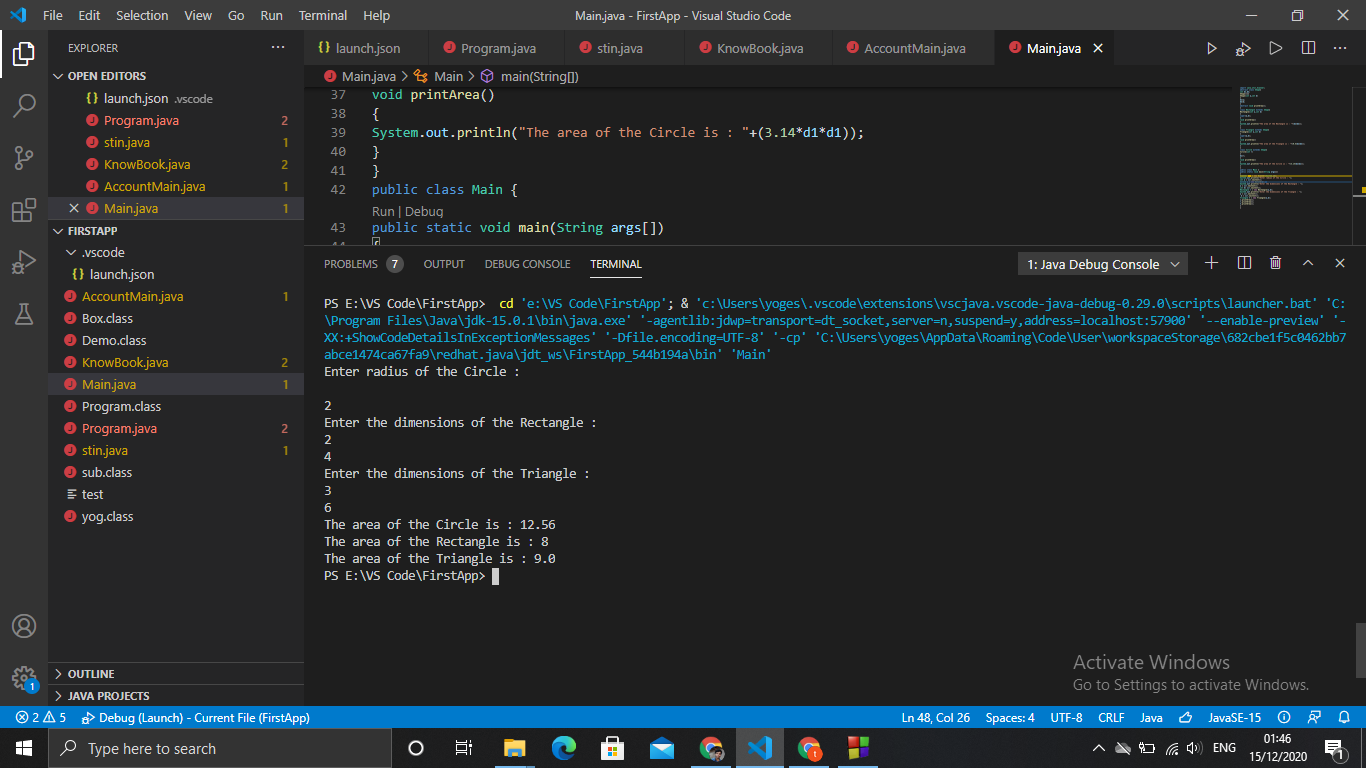 File Edit Selection View Go Run Terminal Help
Main.java - FirstApp - Visual Studio Code
EXPLORER
OPEN EDITORS
launch.json .vscode
Program.java 2
stin.java 1
KnowBook.java 2
AccountMain.java 1
Main.java 1
FIRSTAPP
.vscode
launch.json
AccountMain.java 1
Box.class
Demo.class
KnowBook.java 2
Main.java 1
Program.class
Program.java 2
stin.java 1
sub.class
test
yog.class
OUTLINE
JAVA PROJECTS
launch.json Program.java stin.java KnowBook.java AccountMain.java Main.java
Main.java > Main > main(String[])
37 void printArea()
38 {
39 System.out.println("The area of the Circle is : "+(3.14*d1*d1));
40 }
41 }
42 public class Main {
Run | Debug
43 public static void main(String args[])
44 {
PROBLEMS 7 OUTPUT DEBUG CONSOLE TERMINAL
1: Java Debug Console
PS E:\VS Code\FirstApp>  cd 'e:\VS Code\FirstApp'; & 'c:\Users\yoges\.vscode\extensions\vscjava.vscode-java-debug-0.29.0\scripts\launcher.bat' 'C:
\Program Files\Java\jdk-15.0.1\bin\java.exe' '-agentlib:jdwp=transport=dt_socket,server=n,suspend=y,address=localhost:57900' '--enable-preview' '-
XX:+ShowCodeDetailsInExceptionMessages' '-Dfile.encoding=UTF-8' '-cp' 'C:\Users\yoges\AppData\Roaming\Code\User\workspaceStorage\682cbe1f5c0462bb7
abce1474ca67fa9\redhat.java\jdt_ws\FirstApp_544b194a\bin' 'Main'
Enter radius of the Circle :
2
Enter the dimensions of the Rectangle :
2
4
Enter the dimensions of the Triangle :
3
6
The area of the Circle is : 12.56
The area of the Rectangle is : 8
The area of the Triangle is : 9.0
PS E:\VS Code\FirstApp>
Activate Windows
Go to Settings to activate Windows.
1
2 5 Debug (Launch) - Current File (FirstApp) Ln 48, Col 26 Spaces: 4 UTF-8 CRLF Java JavaSE-15
Type here to search
ENG
01:46
15/12/2020
1